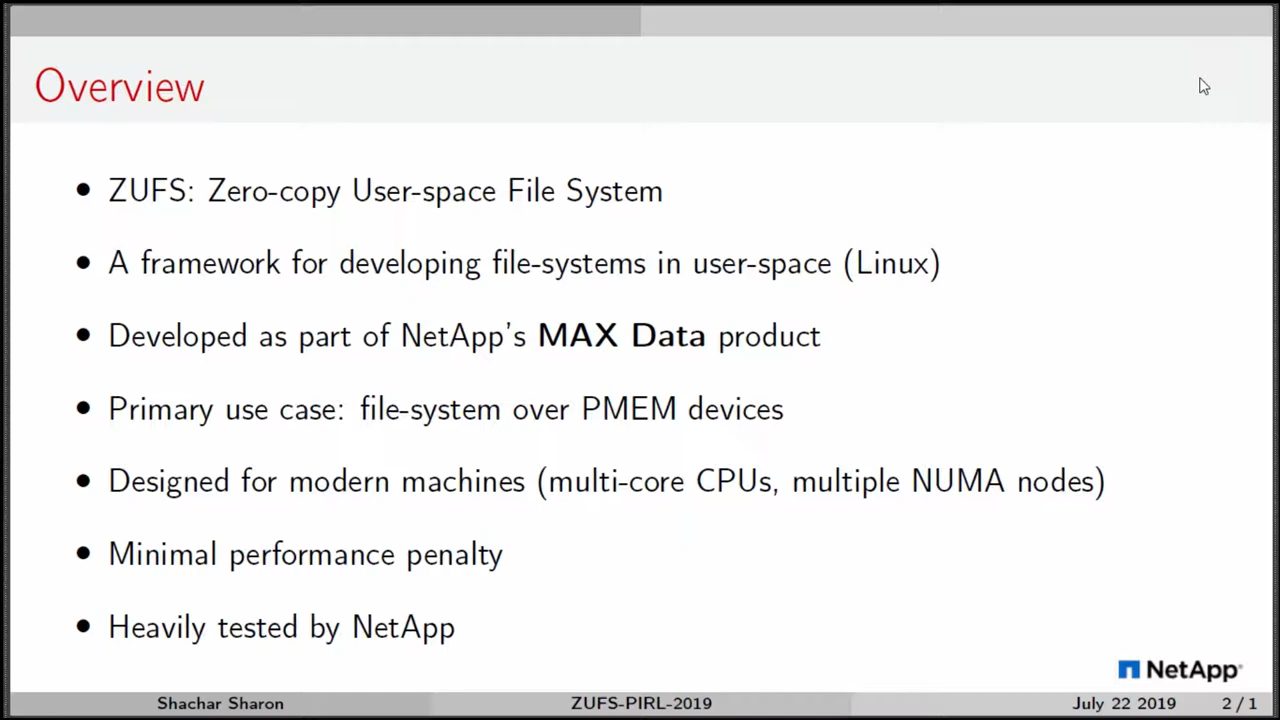 Overview
• ZUFS: Zero-copy User-space File System
• A framework for developing file-systems in user-space (Linux)
• Developed as part of NetApp's MAX Data product
• Primary use case: file-system over PMEM devices
• Designed for modern machines (multi-core CPUs, multiple NUMA nodes)
• Minimal performance penalty
• Heavily tested by NetApp
NetApp
Shachar Sharon ZUFS-PIRL-2019 July 22 2019 2 / 1